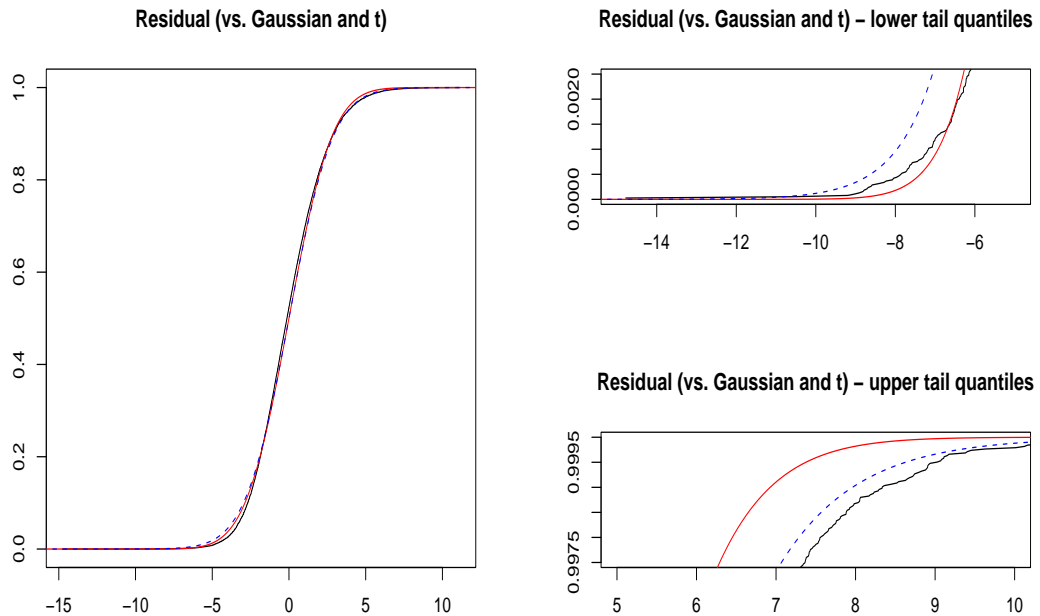 Residual (vs. Gaussian and t)
0.0 0.2 0.4 0.6 0.8 1.0
−15 −10 −5 0 5 10
Residual (vs. Gaussian and t) − lower tail quantiles
0.0000 0.0020
−14 −12 −10 −8 −6
Residual (vs. Gaussian and t) − upper tail quantiles
0.9975 0.9995
5 6 7 8 9 10